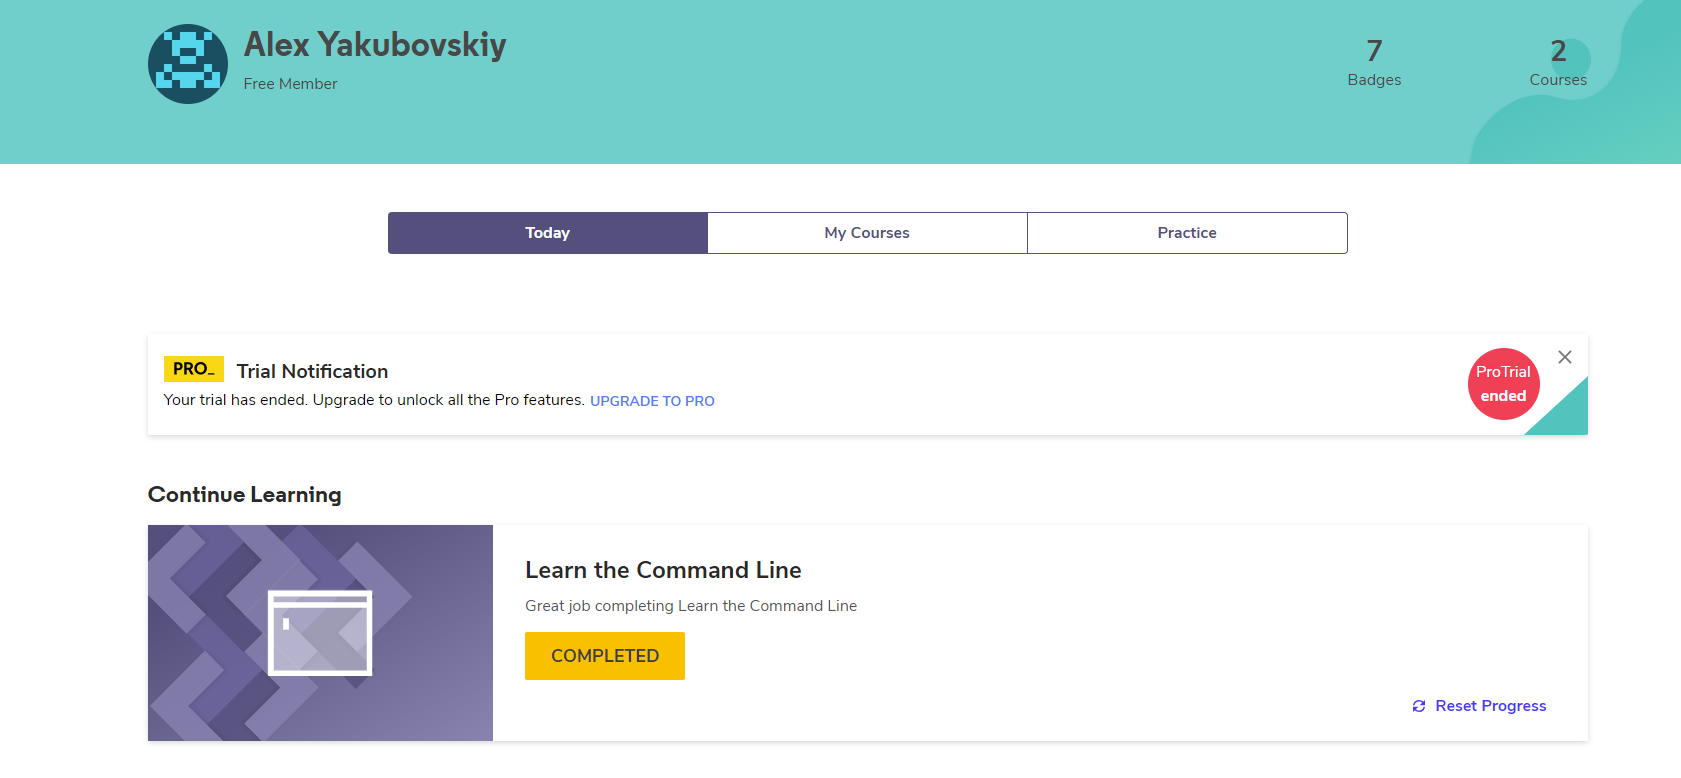 Alex Yakubovskiy
Free Member
7
Badges
2
Courses
Today
My Courses
Practice
PRO_ Trial Notification
Your trial has ended. Upgrade to unlock all the Pro features. UPGRADE TO PRO
ProTrial
ended
Continue Learning
Learn the Command Line
Great job completing Learn the Command Line
COMPLETED
Reset Progress